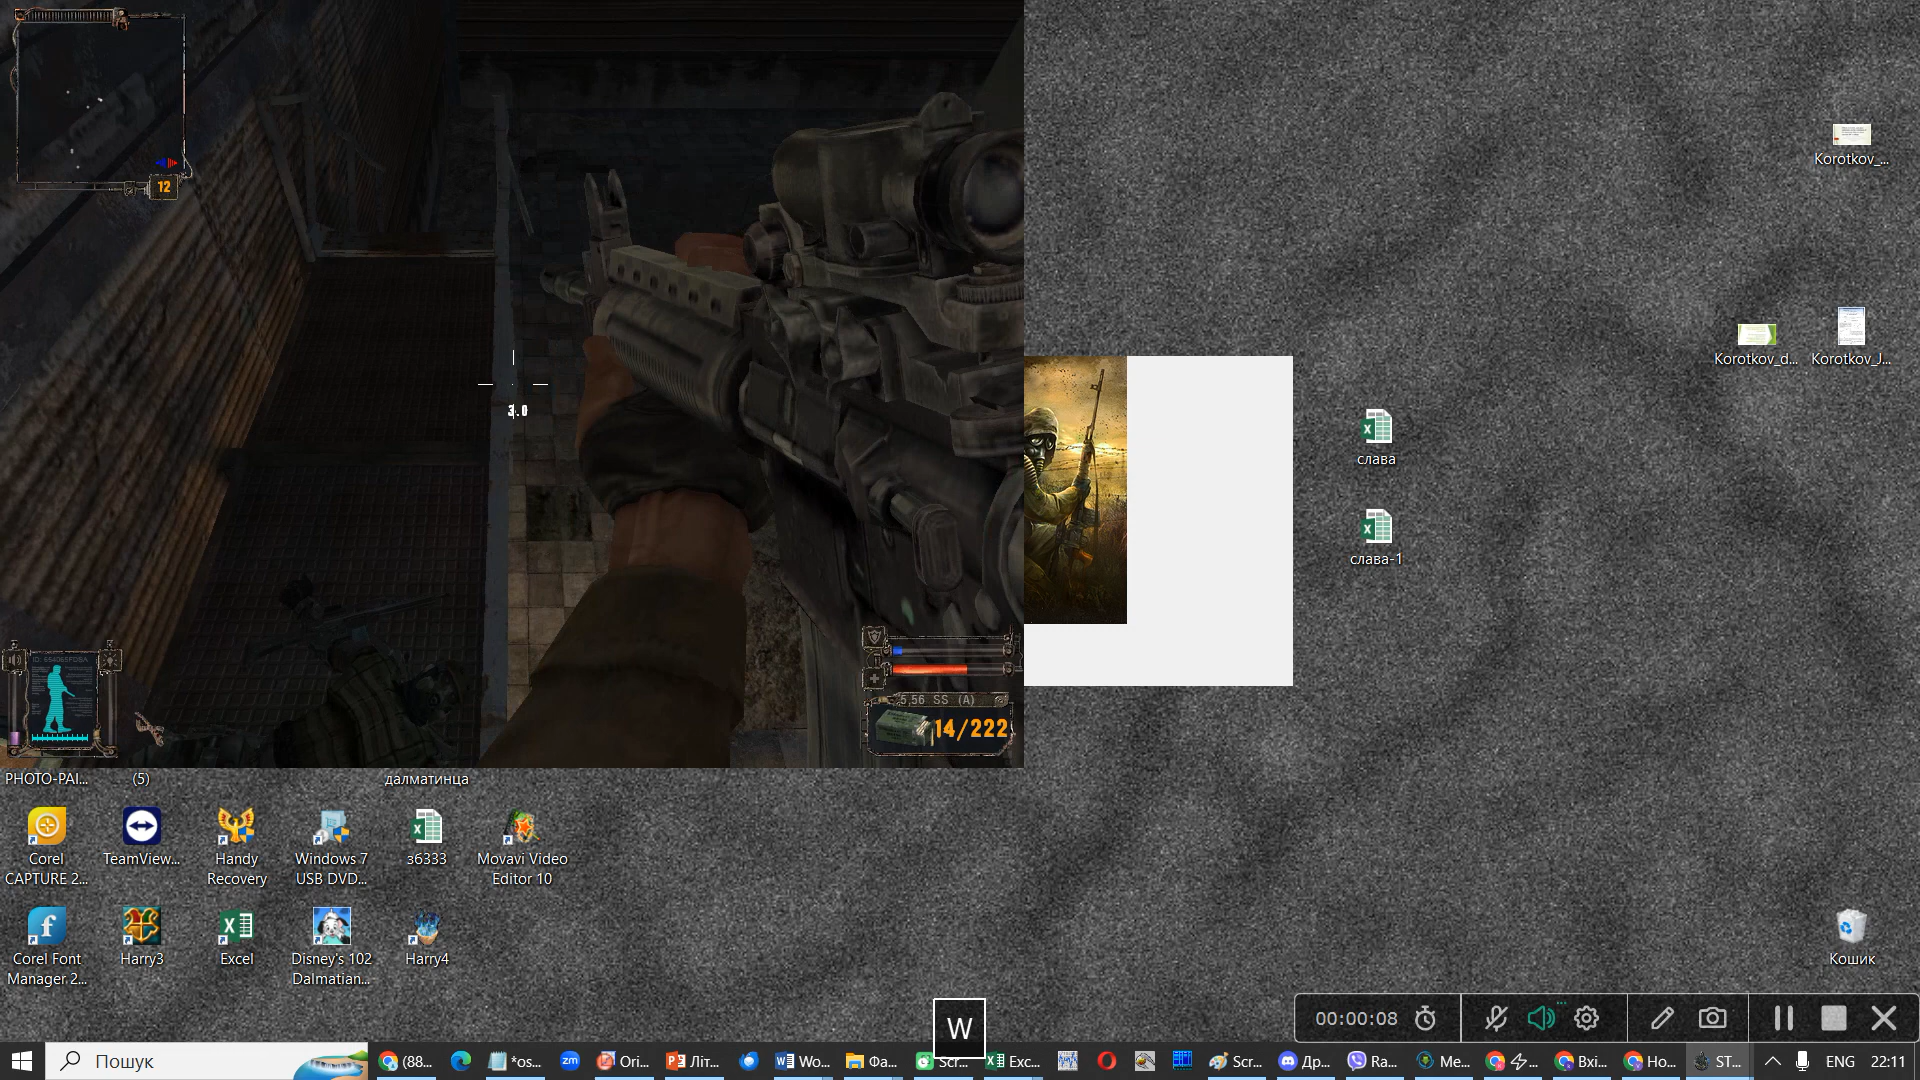 12
3.0
5,56 SS (A)
14/222
Korotkov_...
Korotkov_d...
Korotkov_J...
слава
слава-1
PHOTO-PAI...
(5)
далматинца
Corel
CAPTURE 2...
TeamView...
Handy
Recovery
Windows 7
USB DVD...
з6333
Movavi Video
Editor 10
Corel Font
Manager 2...
Harry3
Excel
Disney's 102
Dalmatian...
Harry4
Кошик
W
00:00:08
Пошук
(88...
*os...
zm
Ori...
Літ...
Wo...
Фа...
Scr...
Exc...
Scr...
Др...
Ra...
Me...
Вхі...
Но...
ST...
ENG
22:11